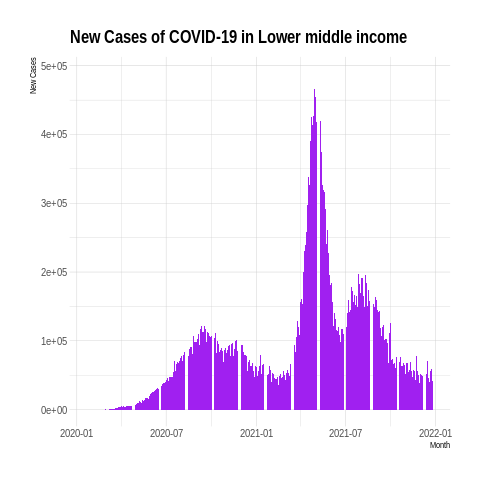 New Cases of COVID-19 in Lower middle income
New Cases
5e+05
4e+05
3e+05
2e+05
1e+05
0e+00
2020-01 2020-07 2021-01 2021-07 2022-01
Month